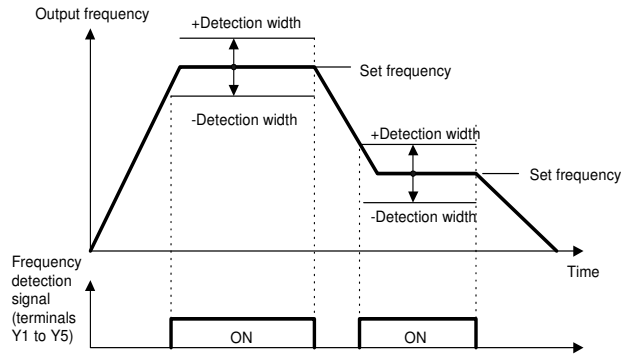 Output frequency
+Detection width
Set frequency
-Detection width
+Detection width
Set frequency
-Detection width
Time
Frequency
detection
signal
(terminals
Y1 to Y5)
ON
ON